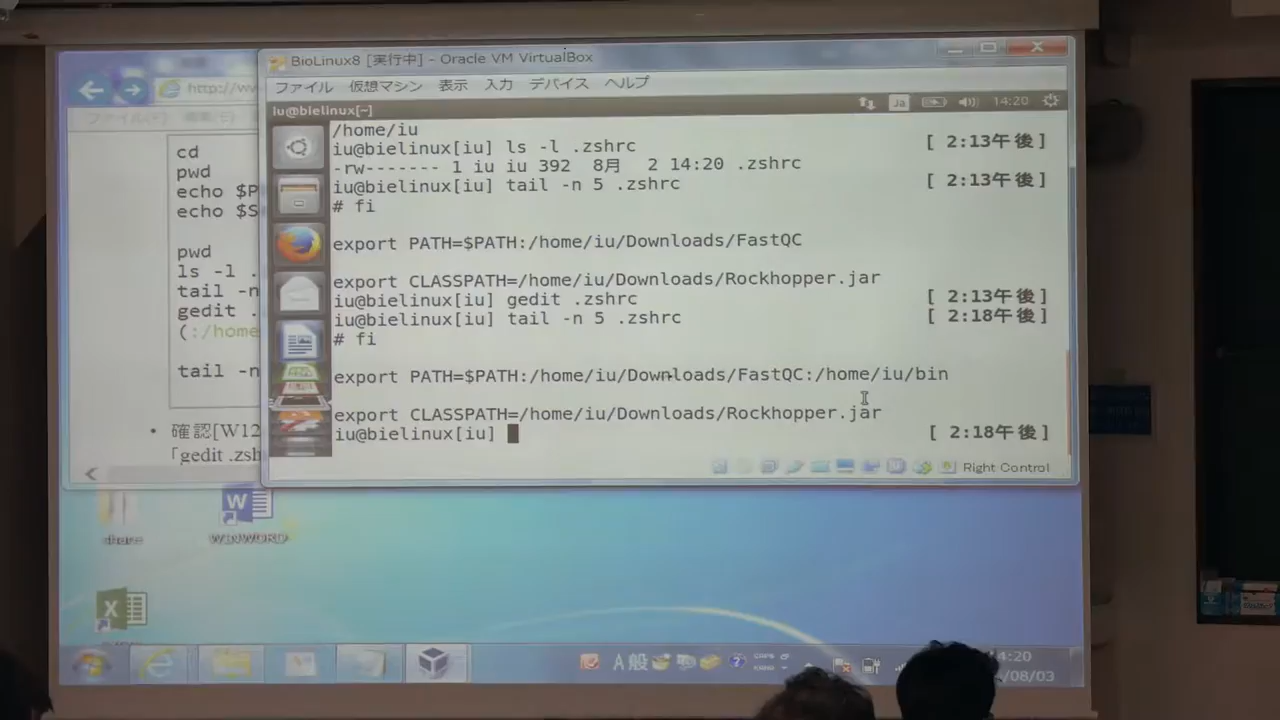 BioLinux8 [実行中] - Oracle VM VirtualBox
ファイル 仮想マシン 表示 入力 デバイス ヘルプ
iu@bielinux[~]
Ja
14:20
/home/iu
iu@bielinux[iu] ls -l .zshrc [ 2:13午後]
-rw------- 1 iu iu 392 8月 2 14:20 .zshrc
iu@bielinux[iu] tail -n 5 .zshrc [ 2:13午後]
# fi
export PATH=$PATH:/home/iu/Downloads/FastQC
export CLASSPATH=/home/iu/Downloads/Rockhopper.jar
iu@bielinux[iu] gedit .zshrc [ 2:13午後]
iu@bielinux[iu] tail -n 5 .zshrc [ 2:18午後]
# fi
export PATH=$PATH:/home/iu/Downloads/FastQC:/home/iu/bin
export CLASSPATH=/home/iu/Downloads/Rockhopper.jar
iu@bielinux[iu] [ 2:18午後]
Right Control
http://w
cd
pwd
echo $P
echo $S
pwd
ls -l .
tail -n
gedit .
(:/home
tail -n
• 確認[W12
「gedit .zsh
share
WINWORD
A 般
14:20
/08/03